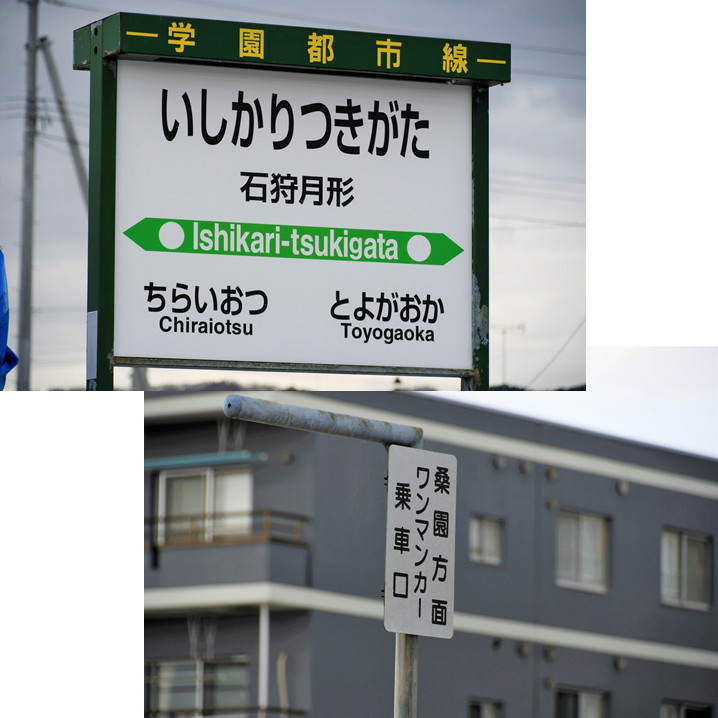 —学園都市線—
いしかりつきがた
石狩月形
Ishikari-tsukigata
ちらいおつ
Chiraiotsu
とよがおか
Toyogaoka
桑園方面
ワンマンカー
乗車口